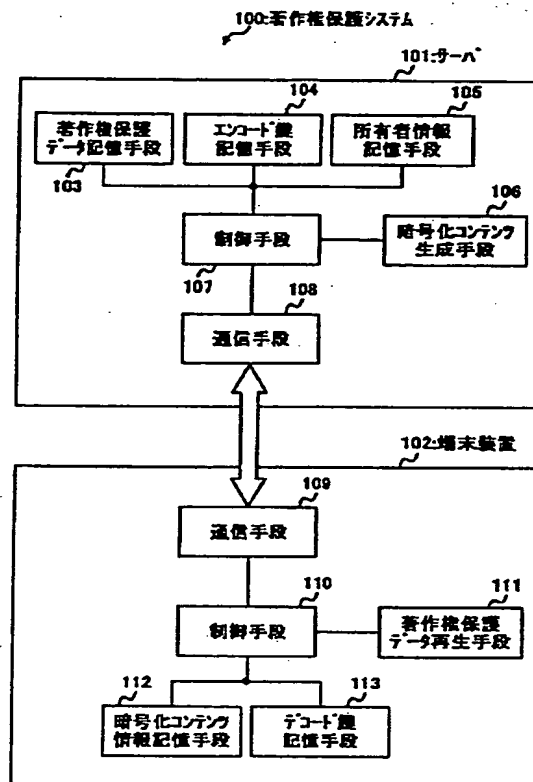 100:著作権保護システム
101:サーバ
104
105
著作権保護
データ記憶手段
エンコード鍵
記憶手段
所有者情報
記憶手段
103
106
制御手段
暗号化コンテンツ
生成手段
107
108
通信手段
102:端末装置
109
通信手段
110
111
制御手段
著作権保護
データ再生手段
112
113
暗号化コンテンツ
情報記憶手段
デコード鍵
記憶手段